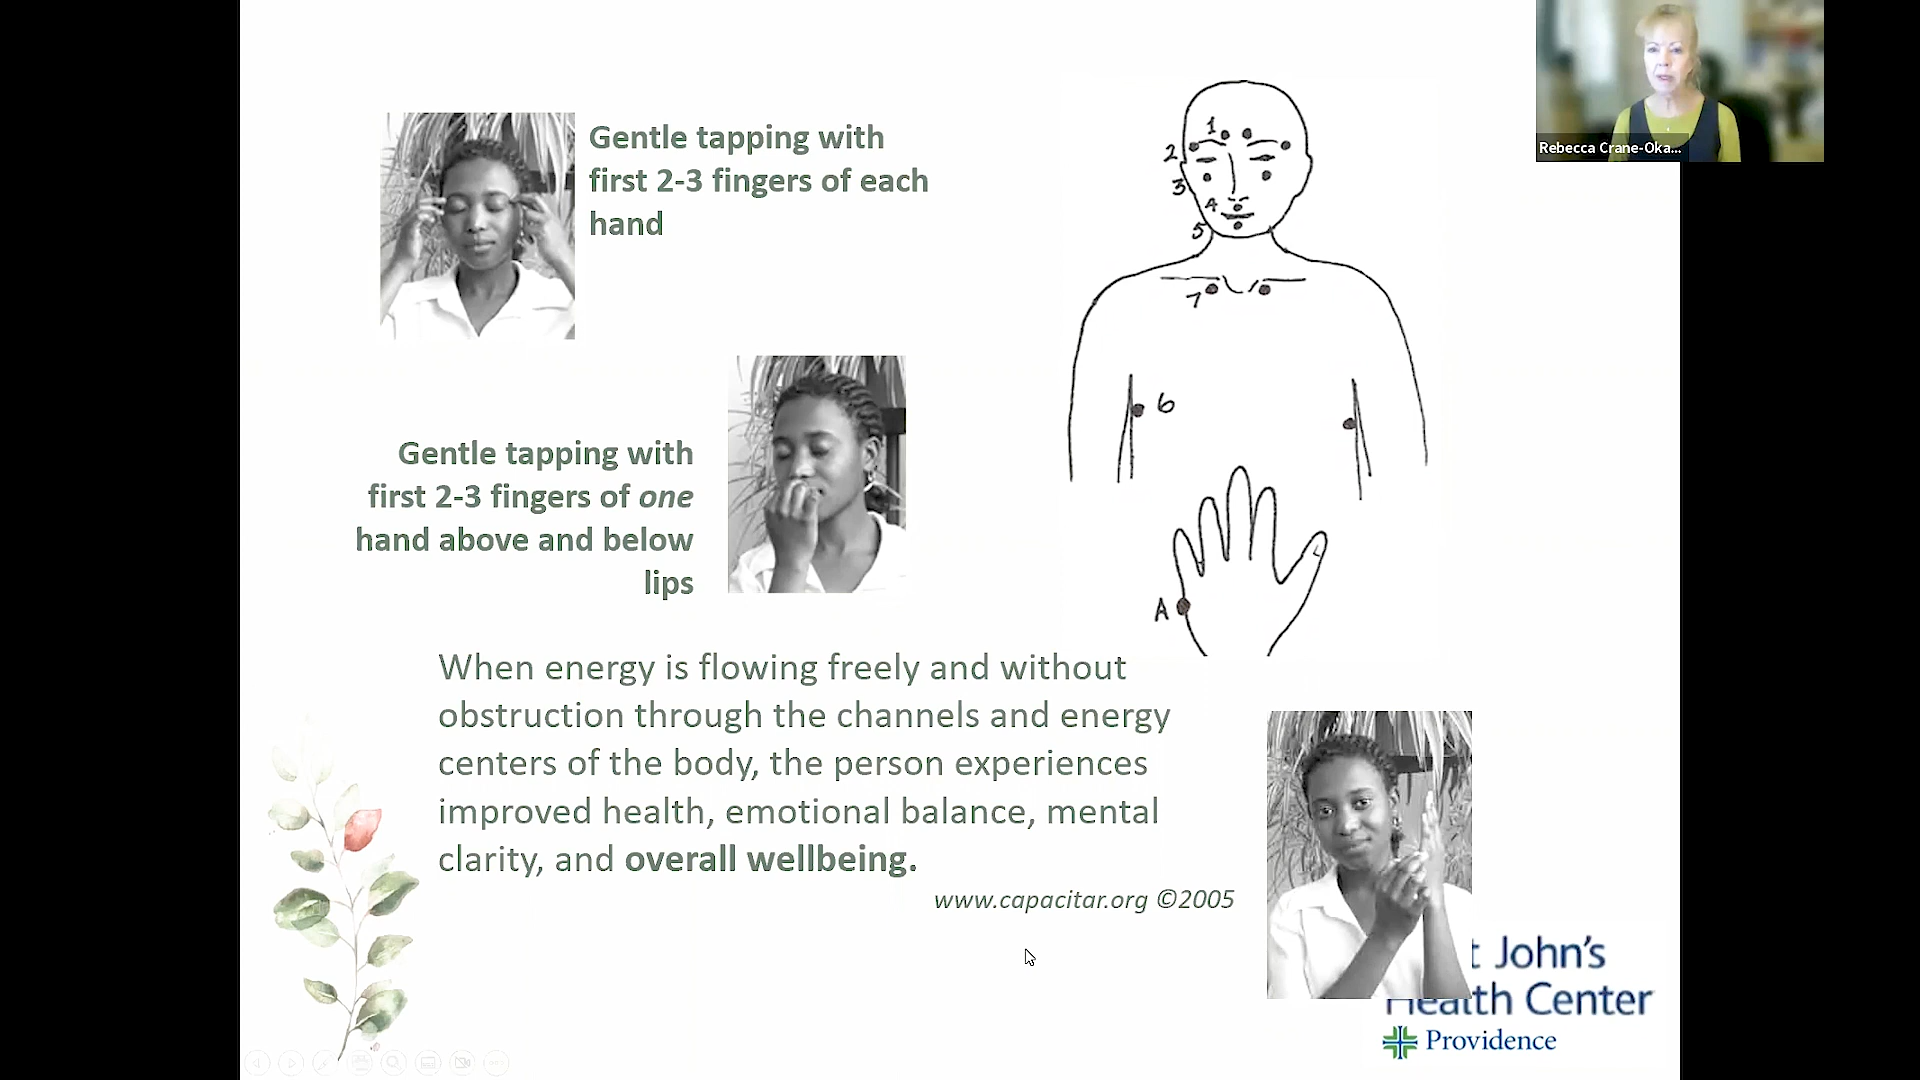 Gentle tapping with
first 2-3 fingers of each
hand
1
2
3
4
5
7
6
A
Gentle tapping with
first 2-3 fingers of one
hand above and below
lips
When energy is flowing freely and without
obstruction through the channels and energy
centers of the body, the person experiences
improved health, emotional balance, mental
clarity, and overall wellbeing.
www.capacitar.org ©2005
t John's
Health Center
Providence
Rebecca Crane-Oka...